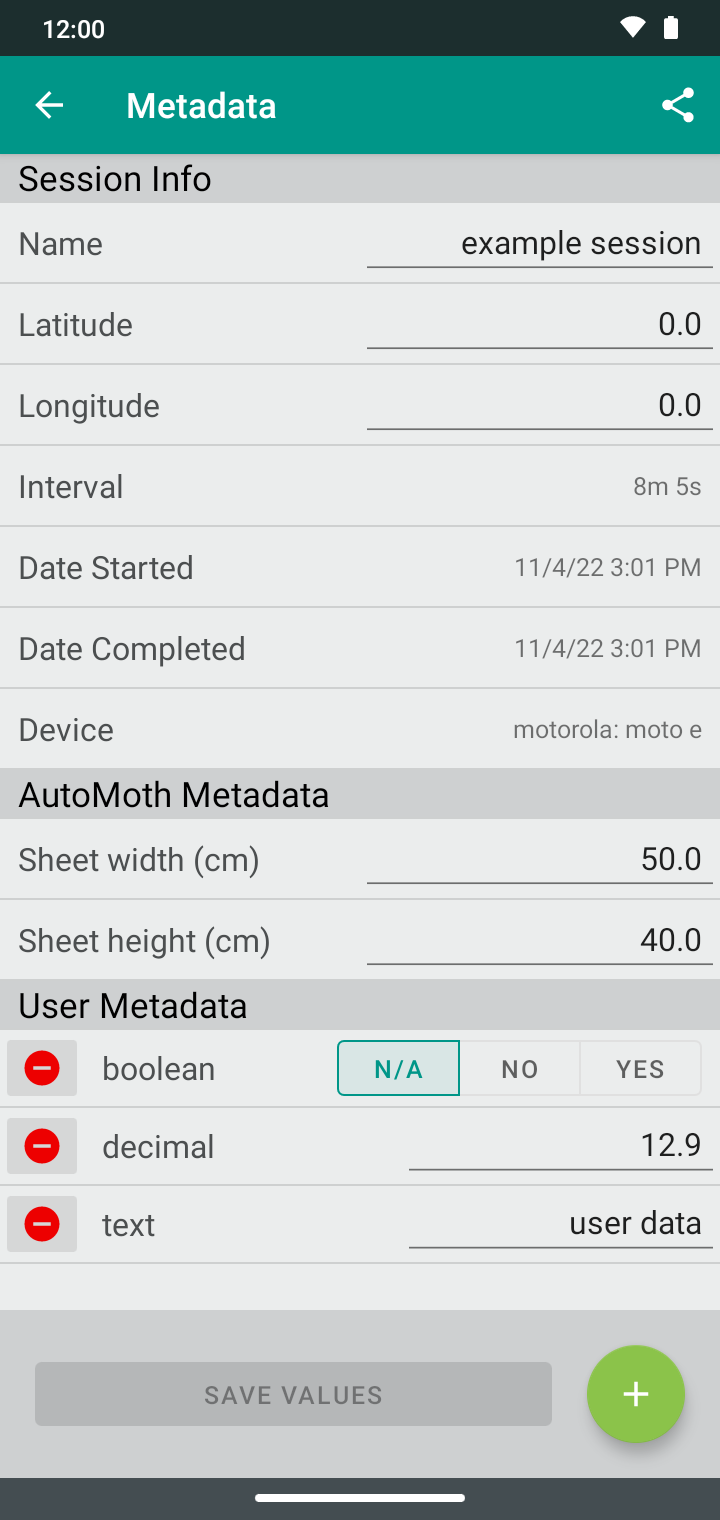 12:00
Metadata
Session Info
Name example session
Latitude 0.0
Longitude 0.0
Interval 8m 5s
Date Started 11/4/22 3:01 PM
Date Completed 11/4/22 3:01 PM
Device motorola: moto e
AutoMoth Metadata
Sheet width (cm) 50.0
Sheet height (cm) 40.0
User Metadata
boolean N/A NO YES
decimal 12.9
text user data
SAVE VALUES +